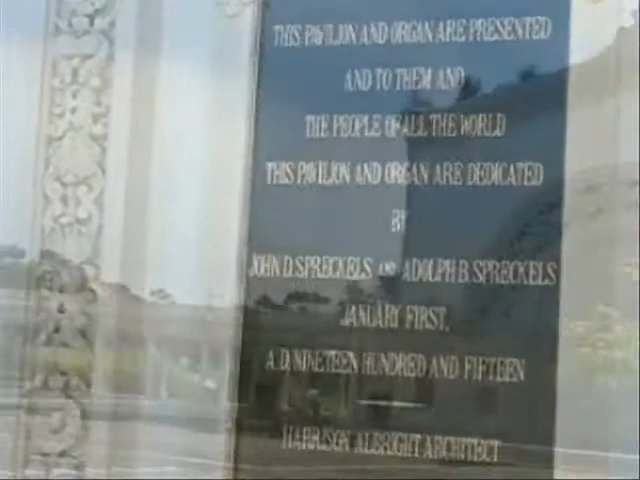 THIS PAVILION AND ORGAN ARE PRESENTED
AND TO THEM AND
THE PEOPLE OF ALL THE WORLD
THIS PAVILION AND ORGAN ARE DEDICATED
BY
JOHN D. SPRECKELS AND ADOLPH B. SPRECKELS
JANUARY FIRST,
A.D. NINETEEN HUNDRED AND FIFTEEN
HARRISON ALBRIGHT ARCHITECT